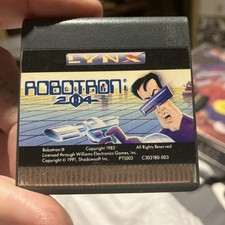 LYNX
ROBOTRON:
2084
Robotron ® Copyright 1982 All Rights Reserved
Licensed through Williams Electronics Games, Inc.
Copyright © 1991, Shadowsoft Inc. PT5003 C302180-003